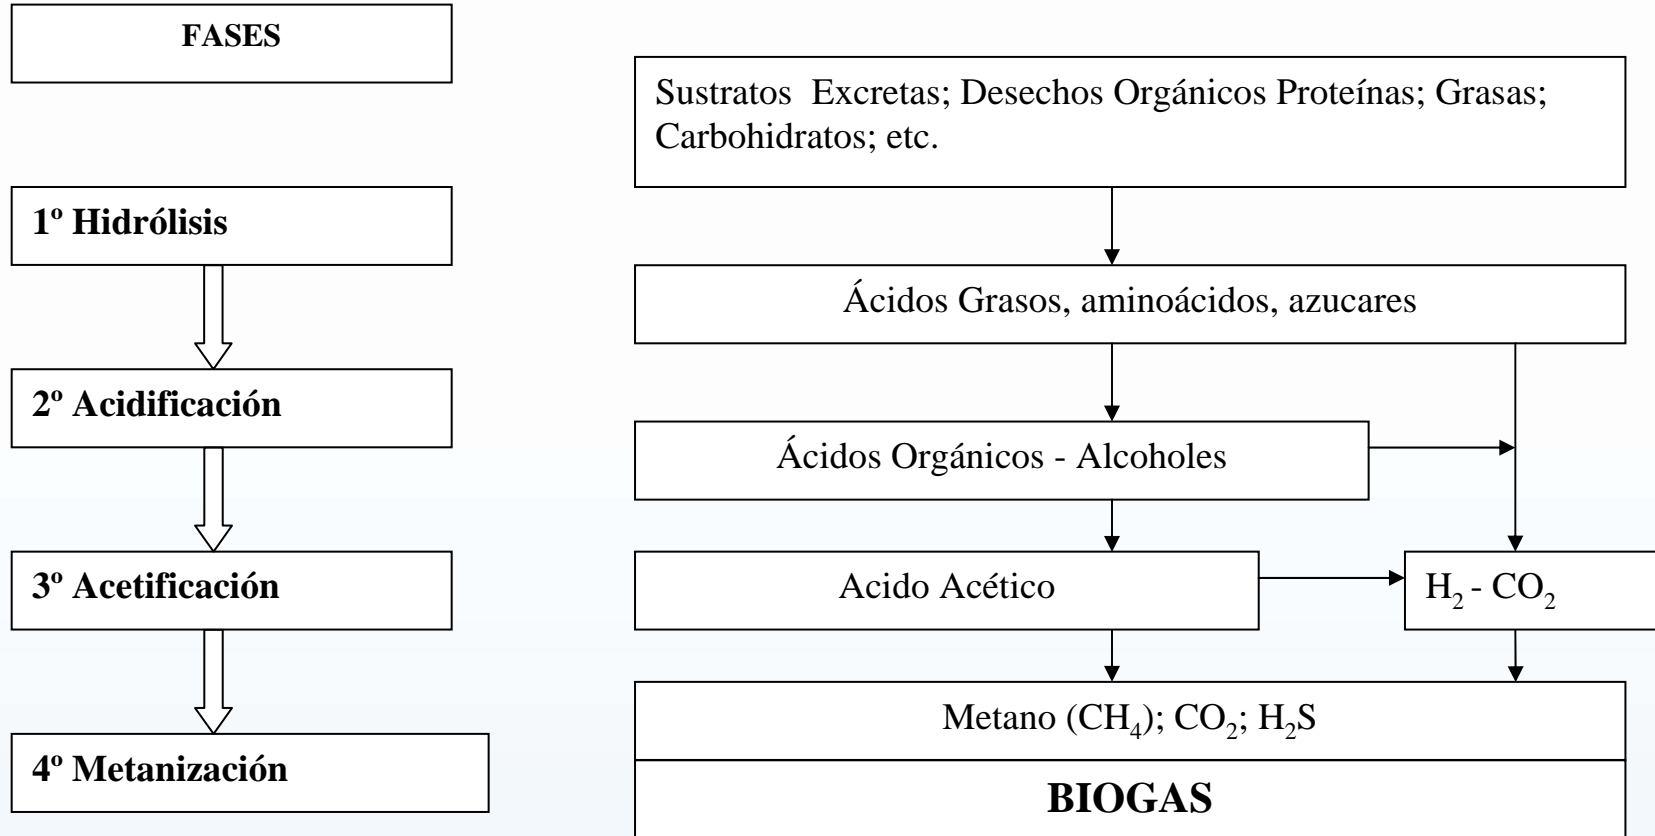 FASES
Sustratos  Excretas; Desechos Orgánicos Proteínas; Grasas;
Carbohidratos; etc.
1º Hidrólisis
Ácidos Grasos, aminoácidos, azucares
2º Acidificación
Ácidos Orgánicos - Alcoholes
3º Acetificación
Acido Acético
H₂ - CO₂
Metano (CH₄); CO₂; H₂S
4º Metanización
BIOGAS